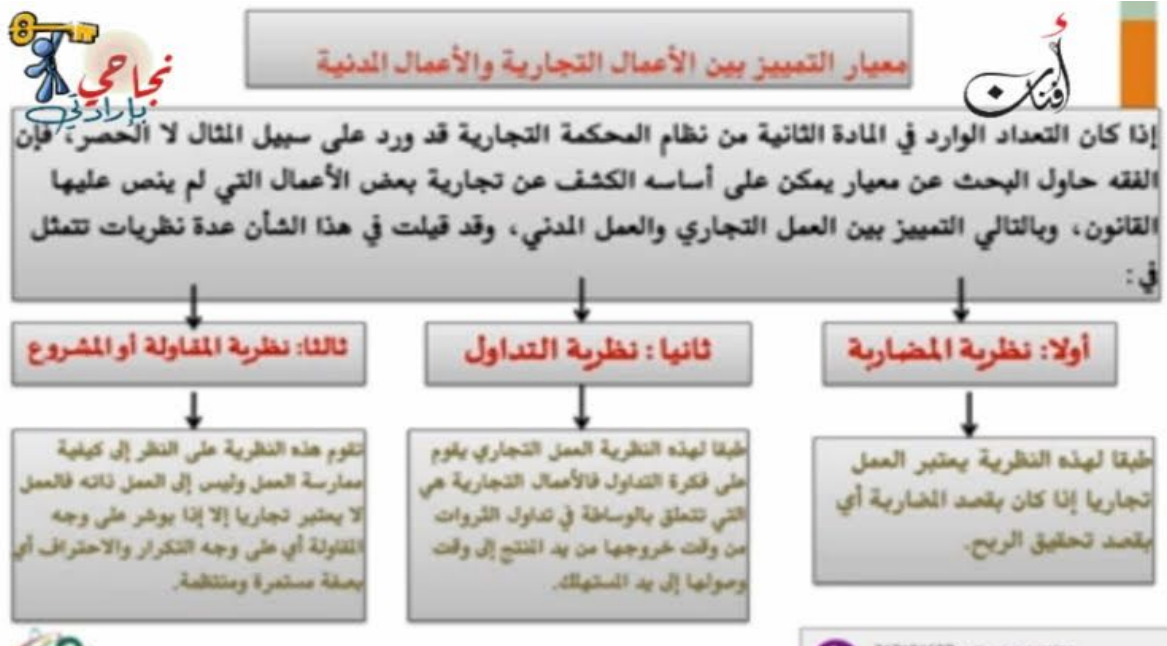 نجاحي
بإرادتي
أفنان
معيار التمييز بين الأعمال التجارية والأعمال المدنية
إذا كان التعداد الوارد في المادة الثانية من نظام المحكمة التجارية قد ورد على سبيل المثال لا الحصر، فإن
الفقه حاول البحث عن معيار يمكن على أساسه الكشف عن تجارية بعض الأعمال التي لم ينص عليها
القانون، وبالتالي التمييز بين العمل التجاري والعمل المدني، وقد قيلت في هذا الشأن عدة نظريات تتمثل
في:
أولا: نظرية المضاربة
طبقا لهذه النظرية يعتبر العمل
تجاريا إذا كان بقصد المضاربة أي
بقصد تحقيق الربح.
ثانيا: نظرية التداول
طبقا لهذه النظرية العمل التجاري يقوم
على فكرة التداول فالأعمال التجارية هي
التي تتعلق بالوساطة في تداول الثروات
من وقت خروجها من يد المنتج إلى وقت
وصولها إلى يد المستهلك.
ثالثا: نظرية المقاولة أو المشروع
تقوم هذه النظرية على النظر إلى كيفية
ممارسة العمل وليس إلى العمل ذاته فالعمل
لا يعتبر تجاريا إلا إذا بوشر على وجه
المقاولة أي على وجه التكرار والاحتراف أي
بصفة مستمرة ومنتظمة.